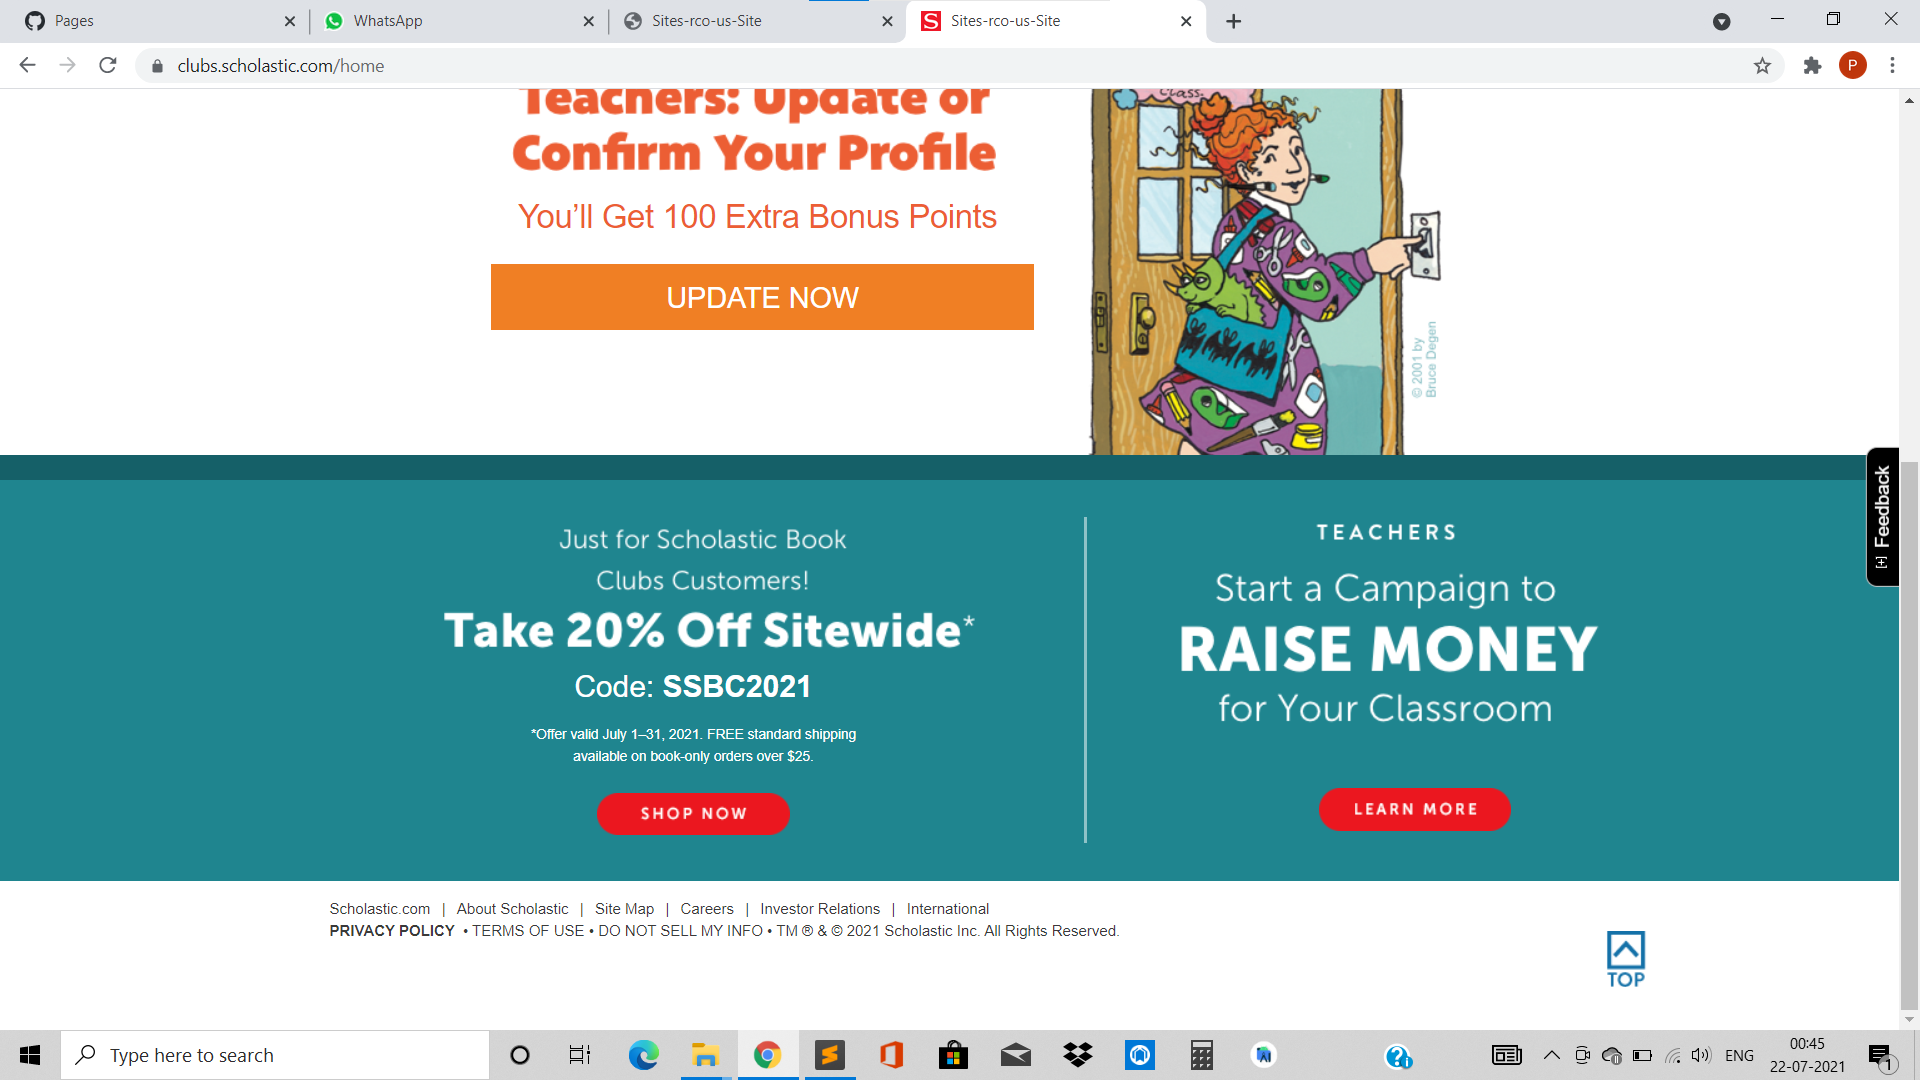 Pages
WhatsApp
Sites-rco-us-Site
Sites-rco-us-Site
clubs.scholastic.com/home
P
Teachers: Update or
Confirm Your Profile
You'll Get 100 Extra Bonus Points
UPDATE NOW
Class.
© 2001 by
Bruce Degen
Feedback
Just for Scholastic Book
Clubs Customers!
Take 20% Off Sitewide*
Code: SSBC2021
*Offer valid July 1–31, 2021. FREE standard shipping
available on book-only orders over $25.
SHOP NOW
TEACHERS
Start a Campaign to
RAISE MONEY
for Your Classroom
LEARN MORE
Scholastic.com | About Scholastic | Site Map | Careers | Investor Relations | International
PRIVACY POLICY • TERMS OF USE • DO NOT SELL MY INFO • TM ® & © 2021 Scholastic Inc. All Rights Reserved.
TOP
Type here to search
ENG
00:45
22-07-2021
1